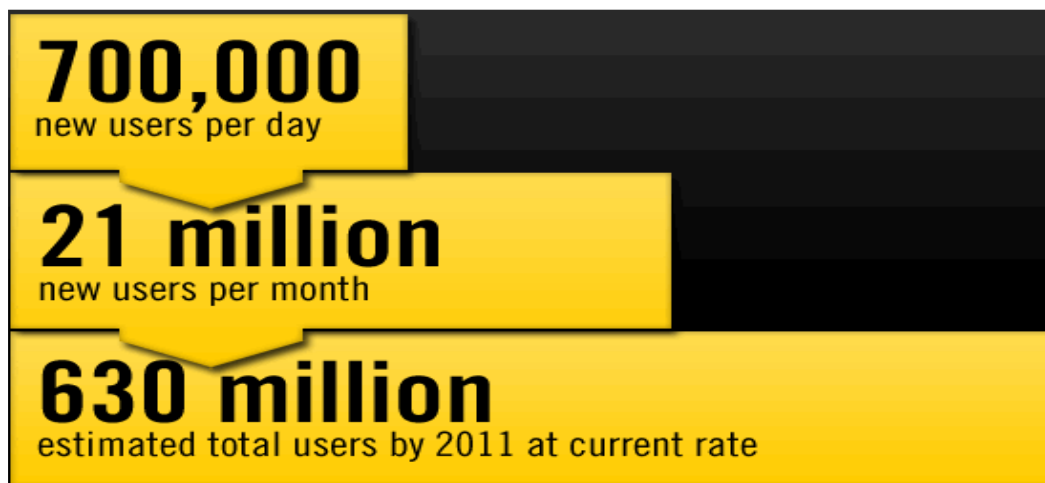 700,000
new users per day
21 million
new users per month
630 million
estimated total users by 2011 at current rate